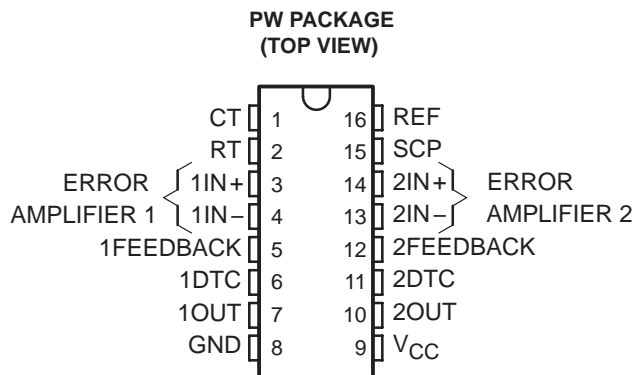 PW PACKAGE
(TOP VIEW)
CT 1 16 REF
RT 2 15 SCP
ERROR AMPLIFIER 1 1IN+ 3 14 2IN+ ERROR AMPLIFIER 2
1IN− 4 13 2IN−
1FEEDBACK 5 12 2FEEDBACK
1DTC 6 11 2DTC
1OUT 7 10 2OUT
GND 8 9 VCC